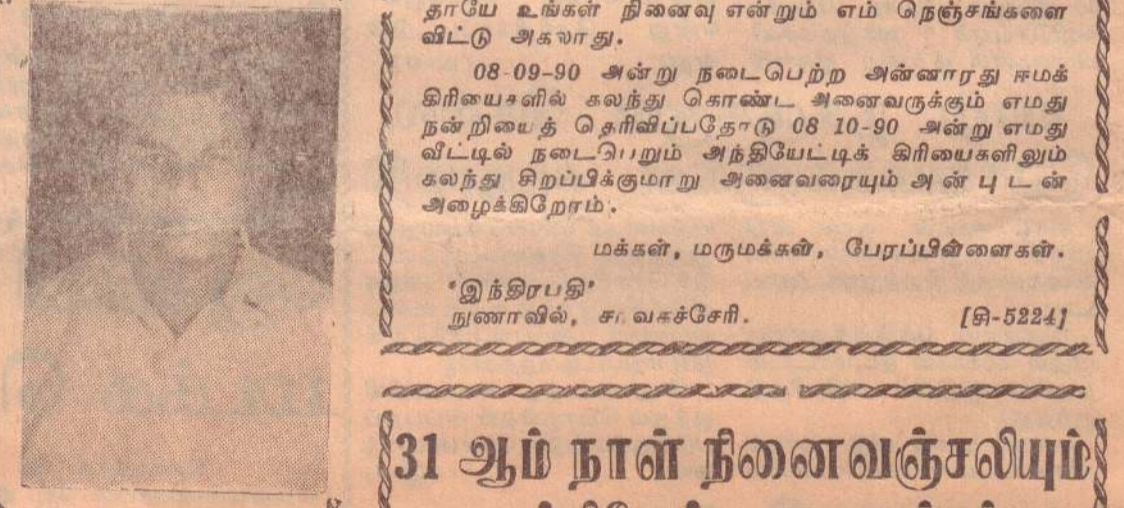 தாயே உங்கள் நினைவு என்றும் எம் நெஞ்சங்களை
விட்டு அகலாது.
08-09-90 அன்று நடைபெற்ற அன்னாரது ஈமக்
கிரியைகளில் கலந்து கொண்ட அனைவருக்கும் எமது
நன்றியைத் தெரிவிப்பதோடு 08 10-90 அன்று எமது
வீட்டில் நடைபெறும் அந்தியேட்டிக் கிரியைகளிலும்
கலந்து சிறப்பிக்குமாறு அனைவரையும் அன்புடன்
அழைக்கிறோம்.
மக்கள், மருமக்கள், பேரப்பிள்ளைகள்.
"இந்திரபதி"
நுணாவில், சாவகச்சேரி. [சி-5224]
31 ஆம் நாள் நினைவஞ்சலியும்